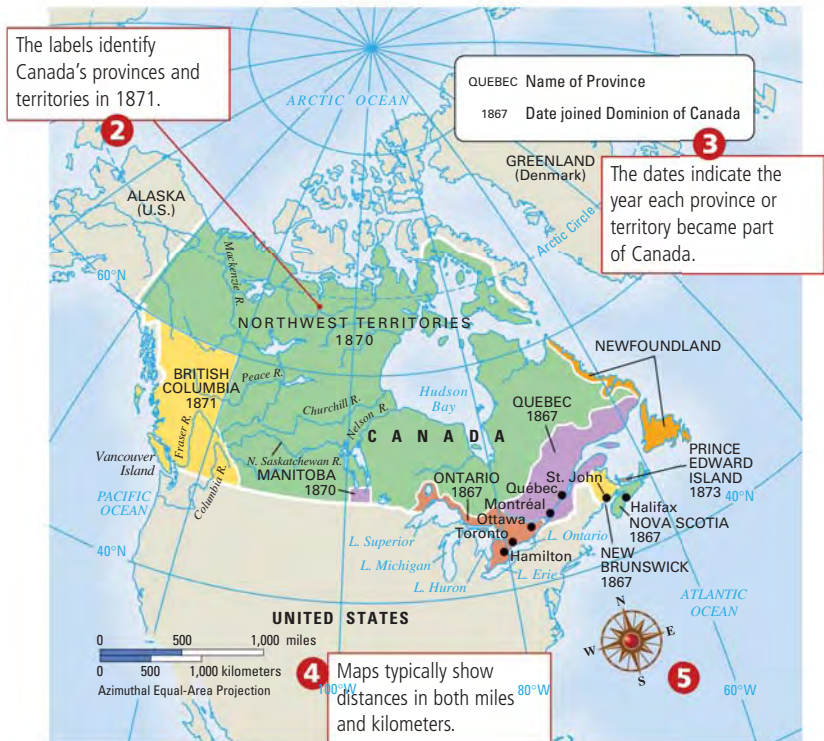 The labels identify
Canada's provinces and
territories in 1871.
2
ARCTIC OCEAN
QUEBEC Name of Province
1867 Date joined Dominion of Canada
3
The dates indicate the
year each province or
territory became part
of Canada.
GREENLAND
(Denmark)
Arctic Circle
ALASKA
(U.S.)
60°N
Mackenzie R.
NORTHWEST TERRITORIES
1870
NEWFOUNDLAND
BRITISH
COLUMBIA
1871
Peace R.
Hudson
Bay
QUEBEC
1867
Churchill R.
Nelson R.
CANADA
Fraser R.
Vancouver
Island
N. Saskatchewan R.
MANITOBA
1870
Columbia R.
ONTARIO
1867
St. John
Québec
Montréal
Ottawa
Toronto
Hamilton
PRINCE
EDWARD
ISLAND
1873
40°N
Halifax
NOVA SCOTIA
1867
NEW
BRUNSWICK
1867
PACIFIC
OCEAN
40°N
L. Superior
L. Michigan
L. Huron
L. Ontario
L. Erie
ATLANTIC
OCEAN
UNITED STATES
N
E
S
W
5
0 500 1,000 miles
0 500 1,000 kilometers
Azimuthal Equal-Area Projection
4
Maps typically show
distances in both miles
and kilometers.
100°W
80°W
60°W